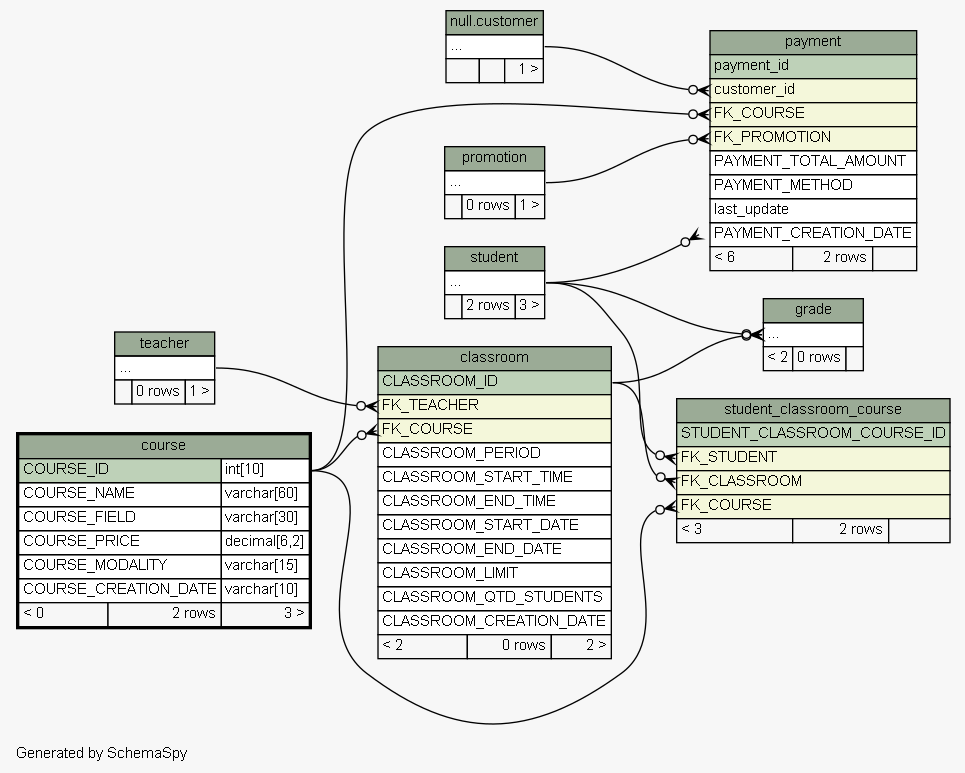 null.customer
...
1 >
payment
payment_id
customer_id
FK_COURSE
FK_PROMOTION
PAYMENT_TOTAL_AMOUNT
PAYMENT_METHOD
last_update
PAYMENT_CREATION_DATE
< 6 2 rows
promotion
...
0 rows 1 >
student
...
2 rows 3 >
grade
...
< 2 0 rows
teacher
...
0 rows 1 >
classroom
CLASSROOM_ID
FK_TEACHER
FK_COURSE
CLASSROOM_PERIOD
CLASSROOM_START_TIME
CLASSROOM_END_TIME
CLASSROOM_START_DATE
CLASSROOM_END_DATE
CLASSROOM_LIMIT
CLASSROOM_QTD_STUDENTS
CLASSROOM_CREATION_DATE
< 2 0 rows 2 >
student_classroom_course
STUDENT_CLASSROOM_COURSE_ID
FK_STUDENT
FK_CLASSROOM
FK_COURSE
< 3 2 rows
course
COURSE_ID int[10]
COURSE_NAME varchar[60]
COURSE_FIELD varchar[30]
COURSE_PRICE decimal[6,2]
COURSE_MODALITY varchar[15]
COURSE_CREATION_DATE varchar[10]
< 0 2 rows 3 >
Generated by SchemaSpy